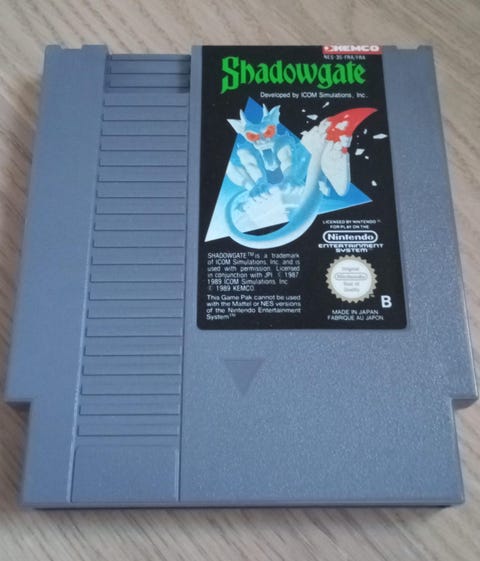 KEMCO
NES-35-FRA/FRA
Shadowgate
Developed by ICOM Simulations, Inc.
LICENSED BY NINTENDO
FOR PLAY ON THE
Nintendo
ENTERTAINMENT
SYSTEM
SHADOWGATE™ is a trademark
of ICOM Simulations, Inc. and is
used with permission. Licensed
in conjunction with JPI © 1987
1989 ICOM Simulations, Inc.
© 1989 KEMCO.
Original
Nintendo
Seal of
Quality
This Game Pak cannot be used
with the Mattel or NES versions
of the Nintendo Entertainment
System™
B
MADE IN JAPAN
FABRIQUE AU JAPON